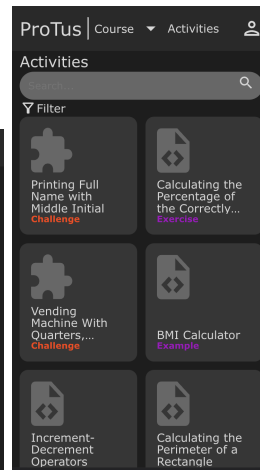 ProTus Course Activities
Activities
Search...
Filter
Printing Full
Name with
Middle Initial
Challenge
Calculating the
Percentage of
the Correctly...
Exercise
Vending
Machine With
Quarters,...
Challenge
BMI Calculator
Example
Increment-
Decrement
Operators
Calculating the
Perimeter of a
Rectangle